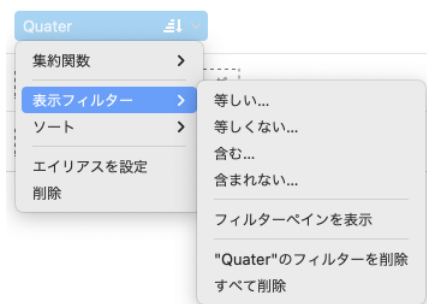 Quater
集約関数
表示フィルター
ソート
エイリアスを設定
削除
等しい...
等しくない...
含む...
含まれない...
フィルターペインを表示
"Quater"のフィルターを削除
すべて削除